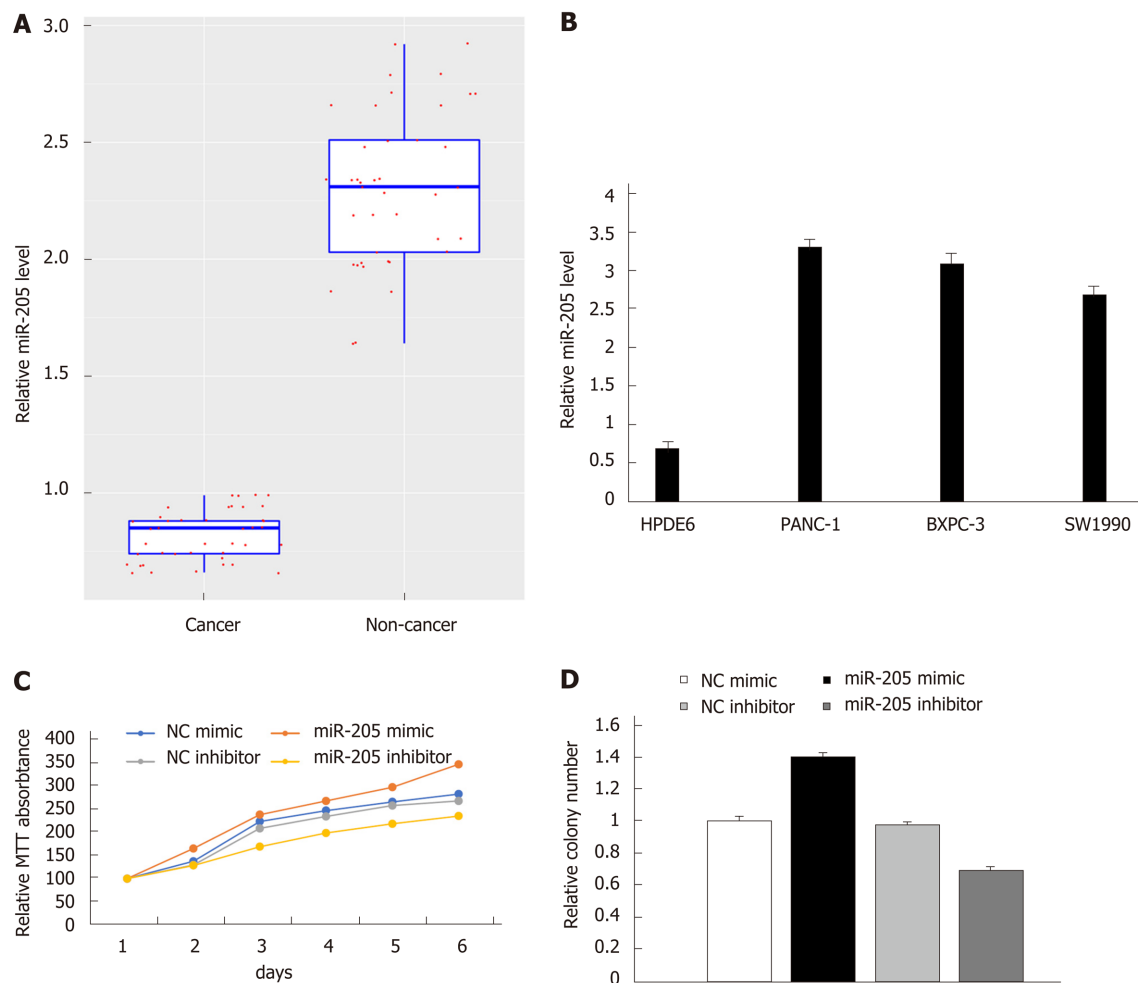 A
3.0
2.5
2.0
1.5
1.0
Relative miR-205 level
Cancer
Non-cancer
B
4
3.5
3
2.5
2
1.5
1
0.5
0
Relative miR-205 level
HPDE6
PANC-1
BXPC-3
SW1990
C
NC mimic
miR-205 mimic
NC inhibitor
miR-205 inhibitor
400
350
300
250
200
150
100
50
0
Relative MTT absorbtance
1
2
3
4
5
6
days
D
NC mimic
miR-205 mimic
NC inhibitor
miR-205 inhibitor
1.6
1.4
1.2
1
0.8
0.6
0.4
0.2
0
Relative colony number